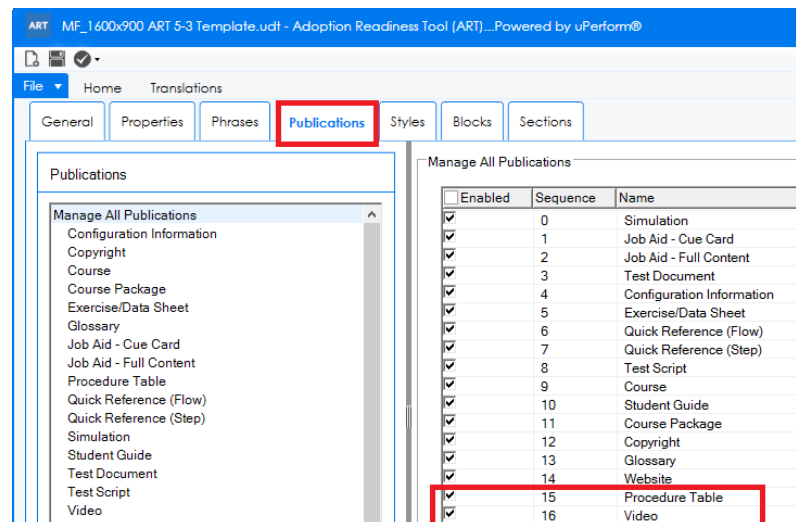 ART MF_1600x900 ART 5-3 Template.udt - Adoption Readiness Tool (ART)...Powered by uPerform®
File Home Translations
General Properties Phrases Publications Styles Blocks Sections
Publications
Manage All Publications
Configuration Information
Copyright
Course
Course Package
Exercise/Data Sheet
Glossary
Job Aid - Cue Card
Job Aid - Full Content
Procedure Table
Quick Reference (Flow)
Quick Reference (Step)
Simulation
Student Guide
Test Document
Test Script
Video
Manage All Publications
Enabled Sequence Name
0 Simulation
1 Job Aid - Cue Card
2 Job Aid - Full Content
3 Test Document
4 Configuration Information
5 Exercise/Data Sheet
6 Quick Reference (Flow)
7 Quick Reference (Step)
8 Test Script
9 Course
10 Student Guide
11 Course Package
12 Copyright
13 Glossary
14 Website
15 Procedure Table
16 Video